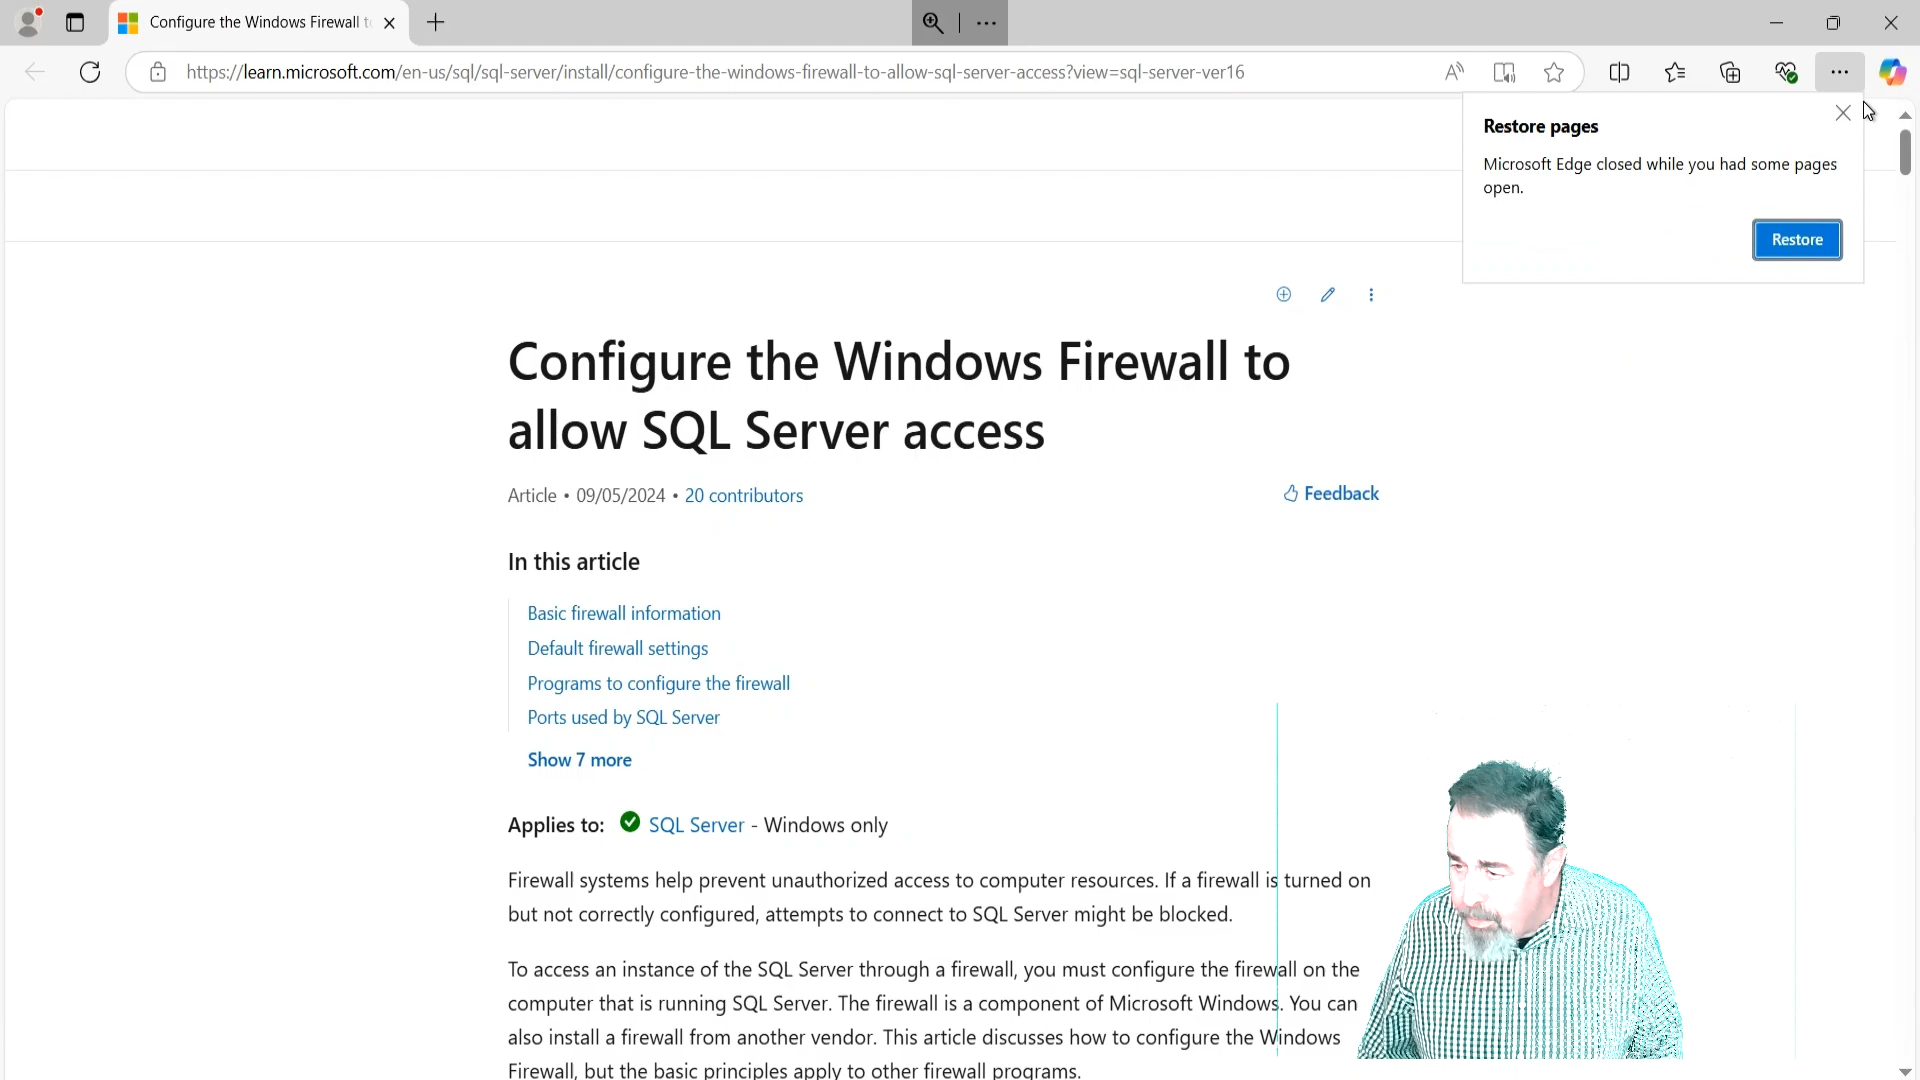 Configure the Windows Firewall t
https://learn.microsoft.com/en-us/sql/sql-server/install/configure-the-windows-firewall-to-allow-sql-server-access?view=sql-server-ver16
Restore pages
Microsoft Edge closed while you had some pages
open.
Restore
Configure the Windows Firewall to
allow SQL Server access
Article • 09/05/2024 • 20 contributors
Feedback
In this article
Basic firewall information
Default firewall settings
Programs to configure the firewall
Ports used by SQL Server
Show 7 more
Applies to: SQL Server - Windows only
Firewall systems help prevent unauthorized access to computer resources. If a firewall is turned on
but not correctly configured, attempts to connect to SQL Server might be blocked.
To access an instance of the SQL Server through a firewall, you must configure the firewall on the
computer that is running SQL Server. The firewall is a component of Microsoft Windows. You can
also install a firewall from another vendor. This article discusses how to configure the Windows
Firewall, but the basic principles apply to other firewall programs.